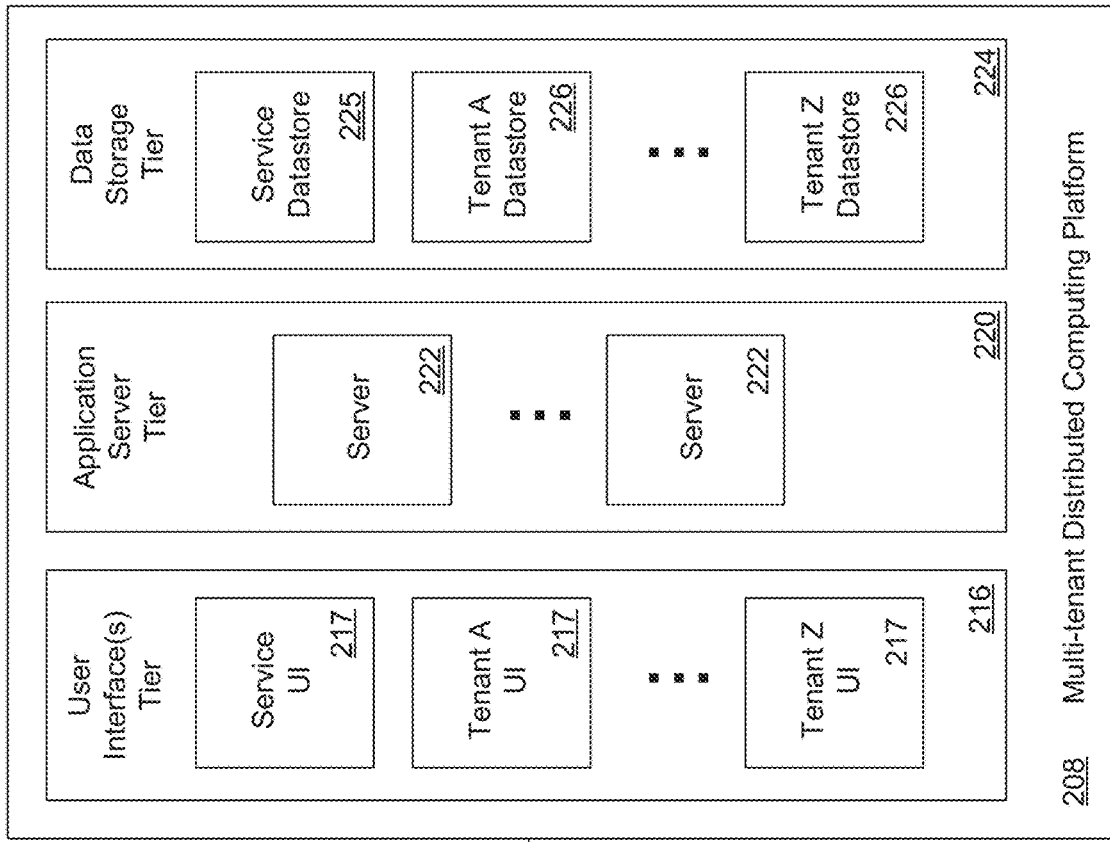 User
Interface(s)
Tier
Service
UI
217
Tenant A
UI
217
Tenant Z
UI
217
216
Application
Server
Tier
Server
222
Server
222
220
Data
Storage
Tier
Service
Datastore
225
Tenant A
Datastore
226
Tenant Z
Datastore
226
224
208 Multi-tenant Distributed Computing Platform